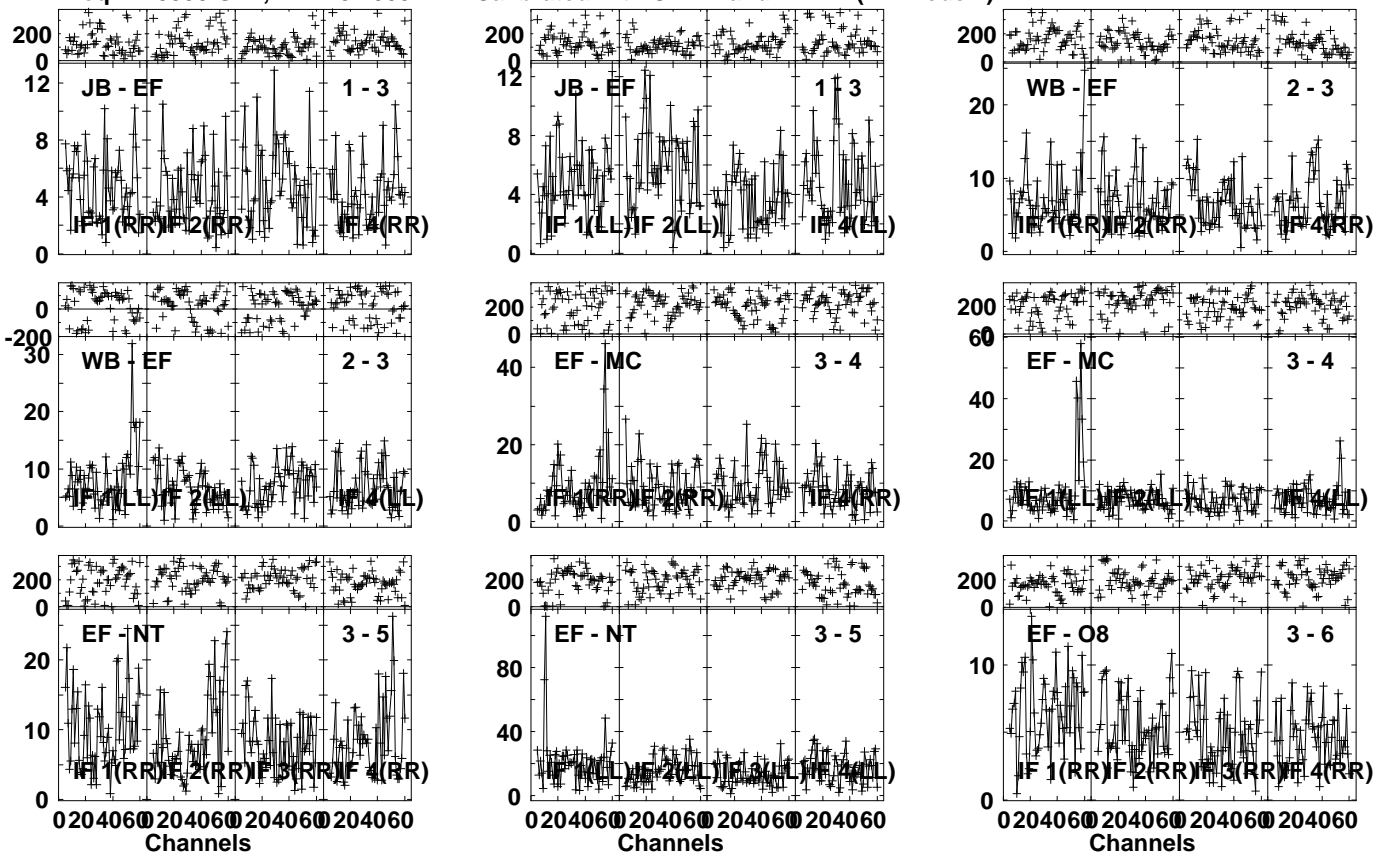 200
0
12
8
4
0
JB - EF
1 - 3
IF 1(RR)
IF 2(RR)
IF 4(RR)
200
0
12
8
4
0
JB - EF
1 - 3
IF 1(LL)
IF 2(LL)
IF 4(LL)
200
0
20
10
0
WB - EF
2 - 3
IF 1(RR)
IF 2(RR)
IF 4(RR)
0
-200
30
20
10
0
WB - EF
2 - 3
IF 1(LL)
IF 2(LL)
IF 4(LL)
200
0
40
20
0
EF - MC
3 - 4
IF 1(RR)
IF 2(RR)
IF 4(RR)
200
0
60
40
20
0
EF - MC
3 - 4
IF 1(LL)
IF 2(LL)
IF 4(LL)
200
0
20
10
0
EF - NT
3 - 5
IF 1(RR)
IF 2(RR)
IF 3(RR)
IF 4(RR)
0 20 40 60 0 20 40 60 0 20 40 60 0 20 40 60
Channels
200
0
80
40
0
EF - NT
3 - 5
IF 1(LL)
IF 2(LL)
IF 3(LL)
IF 4(LL)
0 20 40 60 0 20 40 60 0 20 40 60 0 20 40 60
Channels
200
0
10
0
EF - O8
3 - 6
IF 1(RR)
IF 2(RR)
IF 3(RR)
IF 4(RR)
0 20 40 60 0 20 40 60 0 20 40 60 0 20 40 60
Channels